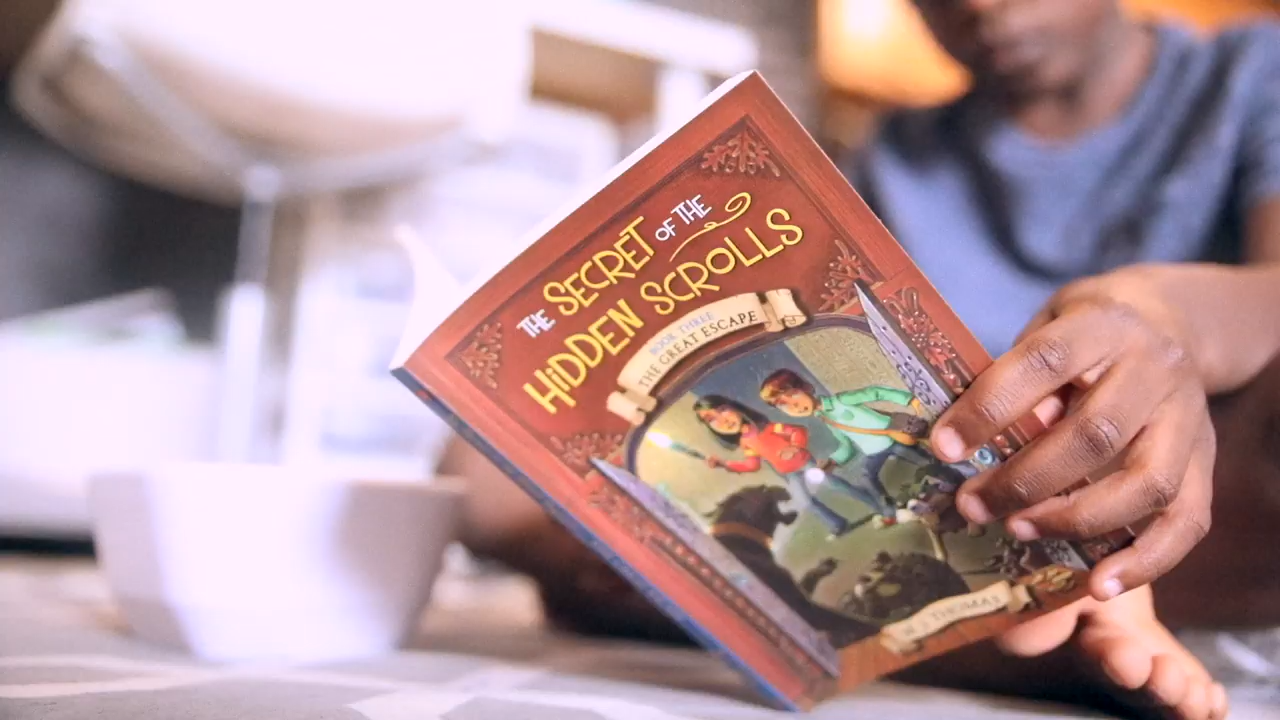 THE SECRET OF THE
HiDDEN SCROLLS
BOOK THREE
THE GREAT ESCAPE
M J THOMAS